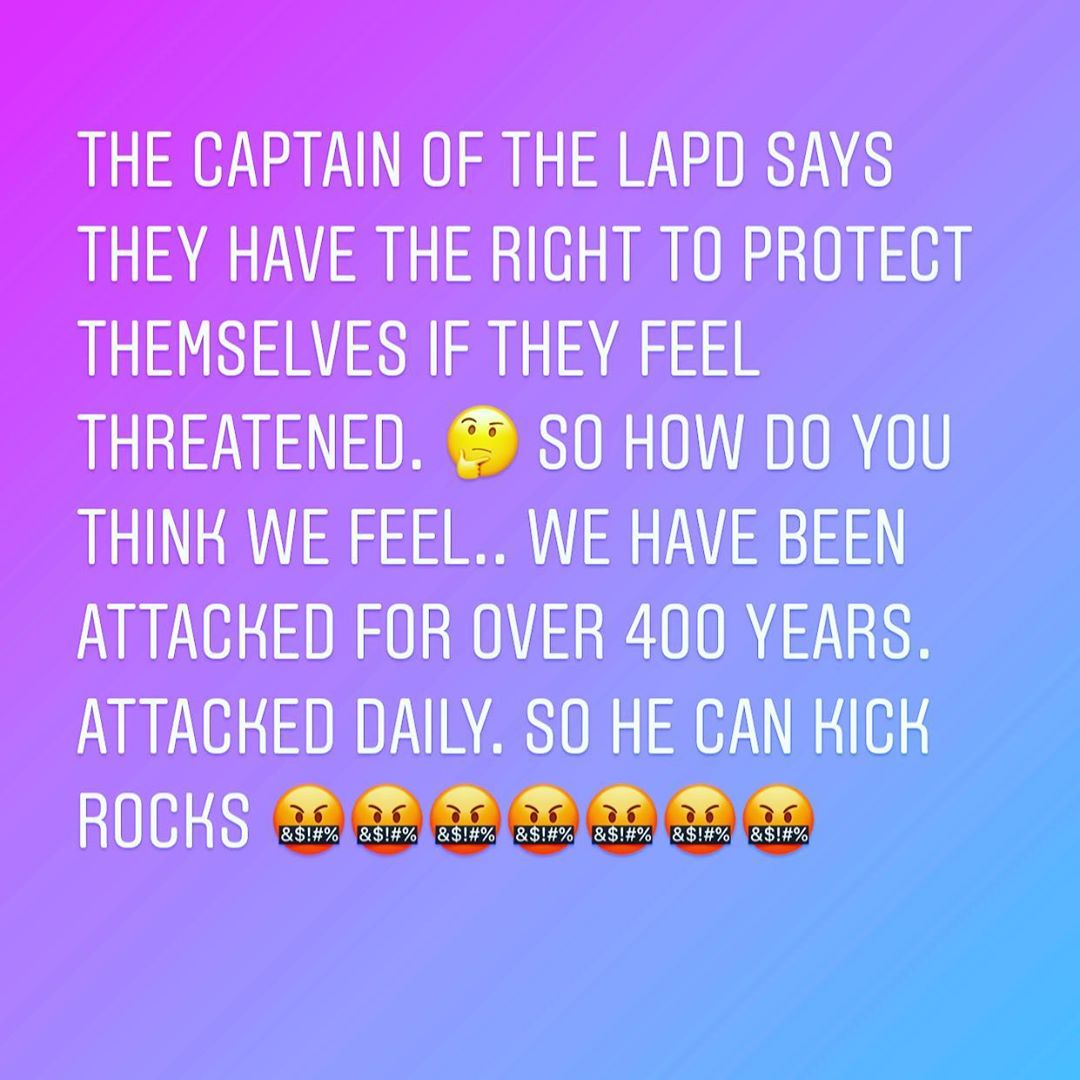 THE CAPTAIN OF THE LAPD SAYS
THEY HAVE THE RIGHT TO PROTECT
THEMSELVES IF THEY FEEL
THREATENED. 🤔 SO HOW DO YOU
THINK WE FEEL.. WE HAVE BEEN
ATTACKED FOR OVER 400 YEARS.
ATTACKED DAILY. SO HE CAN KICK
ROCKS 🤬🤬🤬🤬🤬🤬🤬